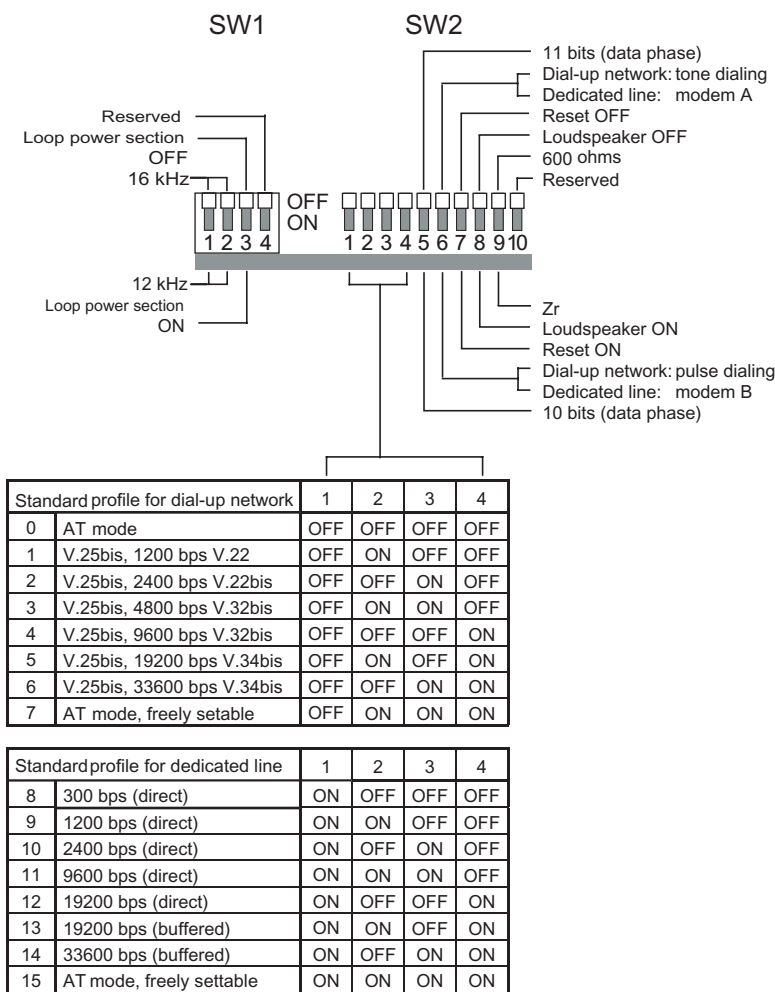 SW1 SW2
11 bits (data phase)
Dial-up network: tone dialing
Dedicated line: modem A
Reset OFF
Loudspeaker OFF
600 ohms
Reserved
Reserved
Loop power section
OFF
16 kHz
OFF
ON
1 2 3 4
1 2 3 4 5 6 7 8 9 10
12 kHz
Loop power section
ON
Zr
Loudspeaker ON
Reset ON
Dial-up network: pulse dialing
Dedicated line: modem B
10 bits (data phase)
Standard profile for dial-up network 1 2 3 4
0 AT mode OFF OFF OFF OFF
1 V.25bis, 1200 bps V.22 OFF ON OFF OFF
2 V.25bis, 2400 bps V.22bis OFF OFF ON OFF
3 V.25bis, 4800 bps V.32bis OFF ON ON OFF
4 V.25bis, 9600 bps V.32bis OFF OFF OFF ON
5 V.25bis, 19200 bps V.34bis OFF ON OFF ON
6 V.25bis, 33600 bps V.34bis OFF OFF ON ON
7 AT mode, freely setable OFF ON ON ON
Standard profile for dedicated line 1 2 3 4
8 300 bps (direct) ON OFF OFF OFF
9 1200 bps (direct) ON ON OFF OFF
10 2400 bps (direct) ON OFF ON OFF
11 9600 bps (direct) ON ON ON OFF
12 19200 bps (direct) ON OFF OFF ON
13 19200 bps (buffered) ON ON OFF ON
14 33600 bps (buffered) ON OFF ON ON
15 AT mode, freely settable ON ON ON ON